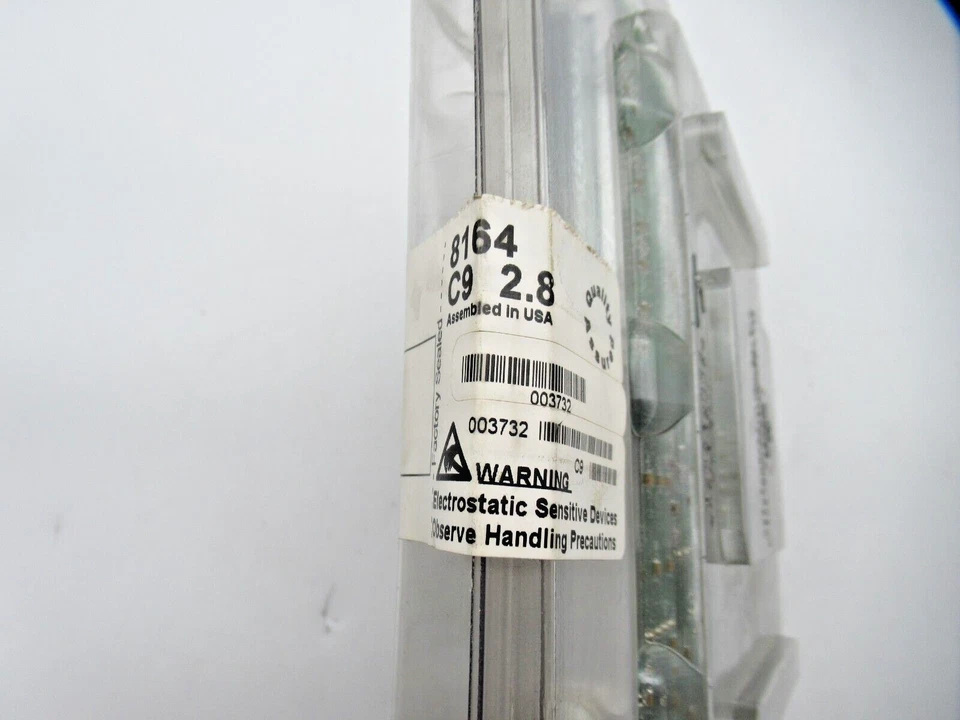 8164
C9 2.8
Assembled in USA
Quality
Factory Sealed
003732
003732
C9
WARNING
Electrostatic Sensitive Devices
Observe Handling Precautions